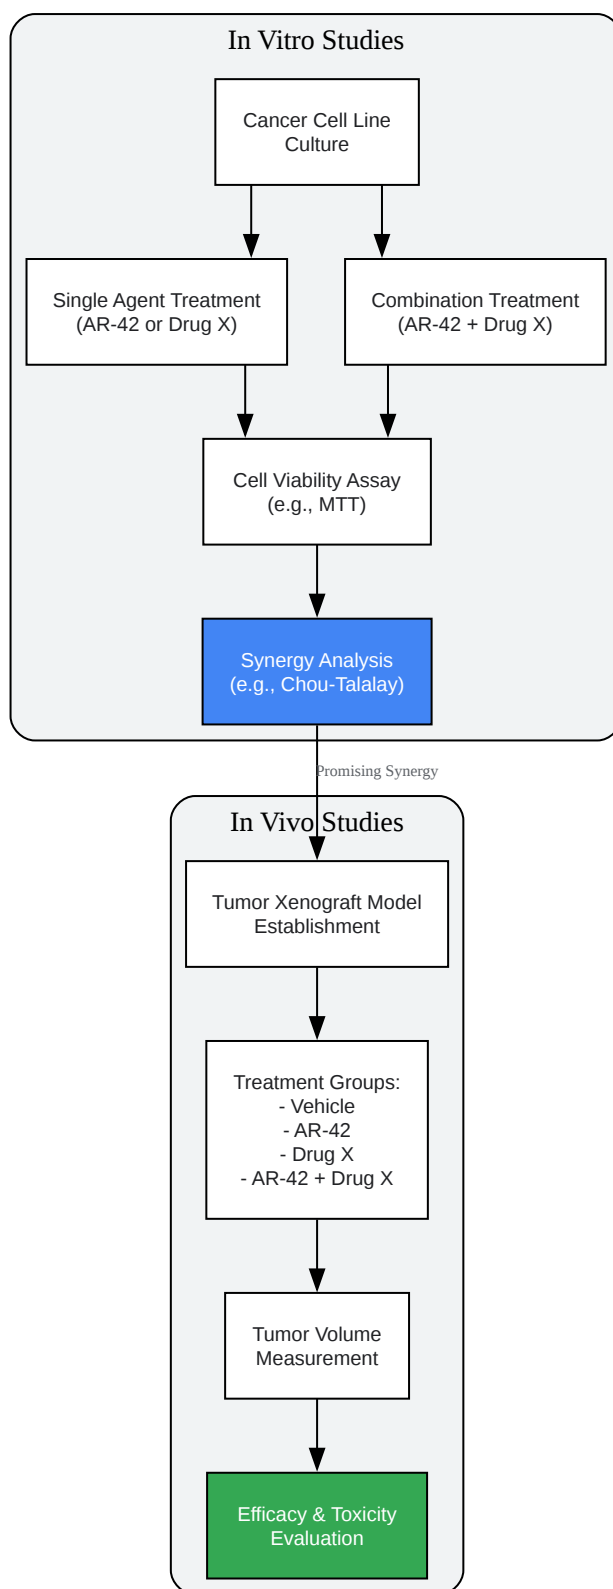 In Vitro Studies
Cancer Cell Line
Culture
Single Agent Treatment
(AR-42 or Drug X)
Combination Treatment
(AR-42 + Drug X)
Cell Viability Assay
(e.g., MTT)
Synergy Analysis
(e.g., Chou-Talalay)
Promising Synergy
In Vivo Studies
Tumor Xenograft Model
Establishment
Treatment Groups:
- Vehicle
- AR-42
- Drug X
- AR-42 + Drug X
Tumor Volume
Measurement
Efficacy & Toxicity
Evaluation